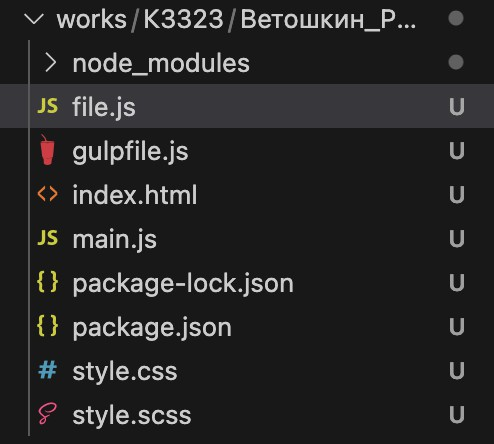 works / K3323 / Ветошкин_Р...
node_modules
JS file.js U
gulpfile.js U
<> index.html U
JS main.js U
{} package-lock.json U
{} package.json U
# style.css U
style.scss U